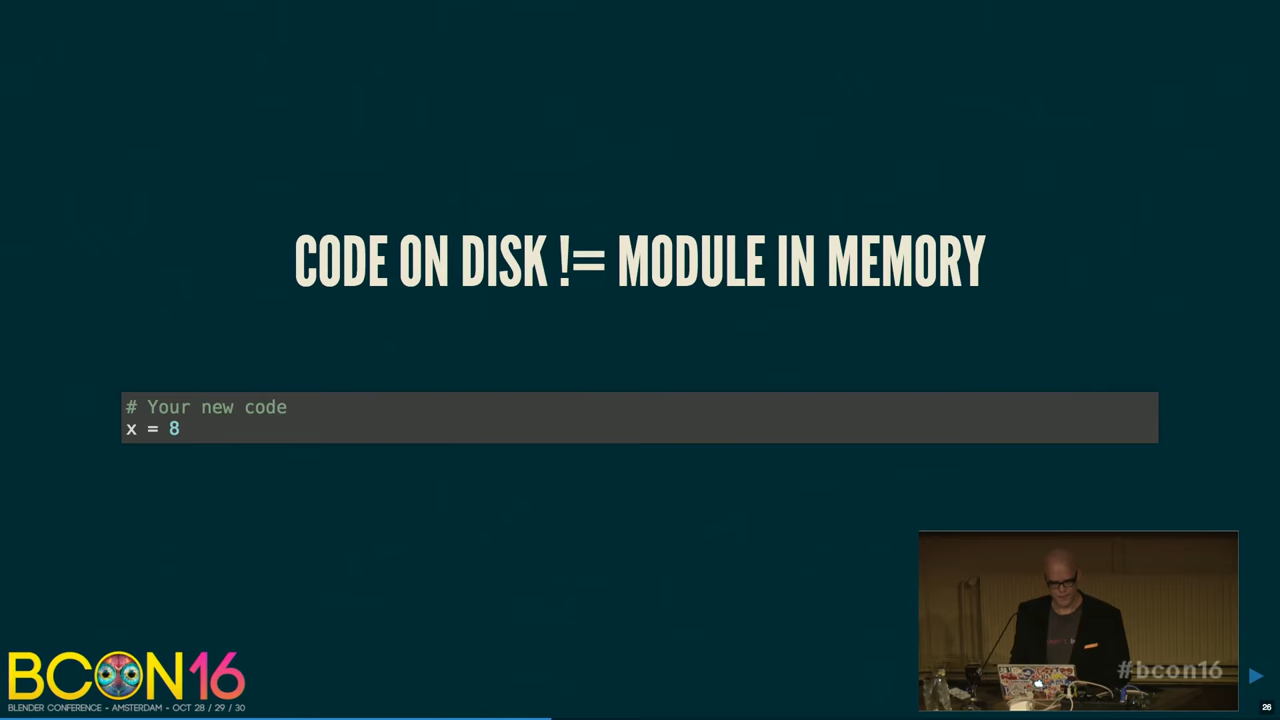 CODE ON DISK != MODULE IN MEMORY
# Your new code
x = 8
#bcon16
BCON16
BLENDER CONFERENCE - AMSTERDAM - OCT 28 / 29 / 30
26